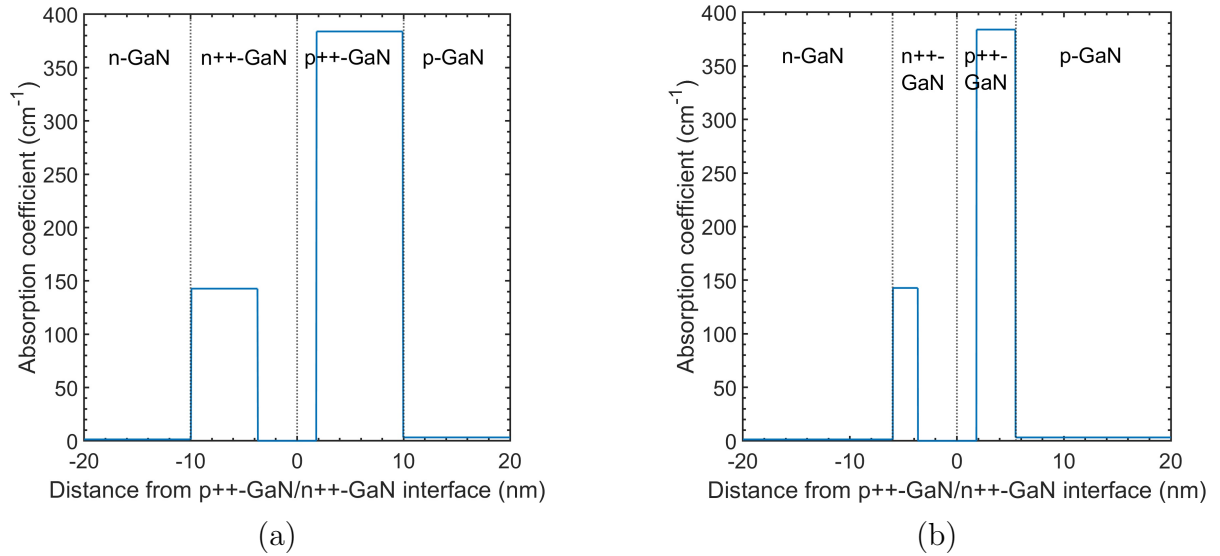 400
350
300
250
200
150
100
50
0
Absorption coefficient (cm⁻¹)
n-GaN
n++-GaN
p++-GaN
p-GaN
-20
-10
0
10
20
Distance from p++-GaN/n++-GaN interface (nm)
(a)
400
350
300
250
200
150
100
50
0
Absorption coefficient (cm⁻¹)
n-GaN
n++-
GaN
p++-
GaN
p-GaN
-20
-10
0
10
20
Distance from p++-GaN/n++-GaN interface (nm)
(b)